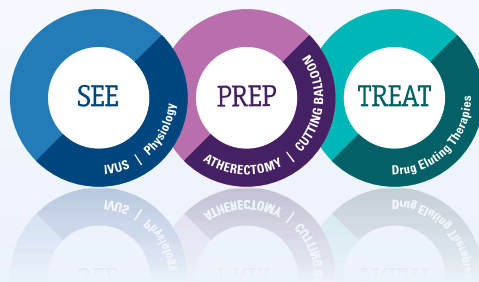 SEE
IVUS | Physiology
PREP
ATHERECTOMY | CUTTING BALLOON
TREAT
Drug Eluting Therapies